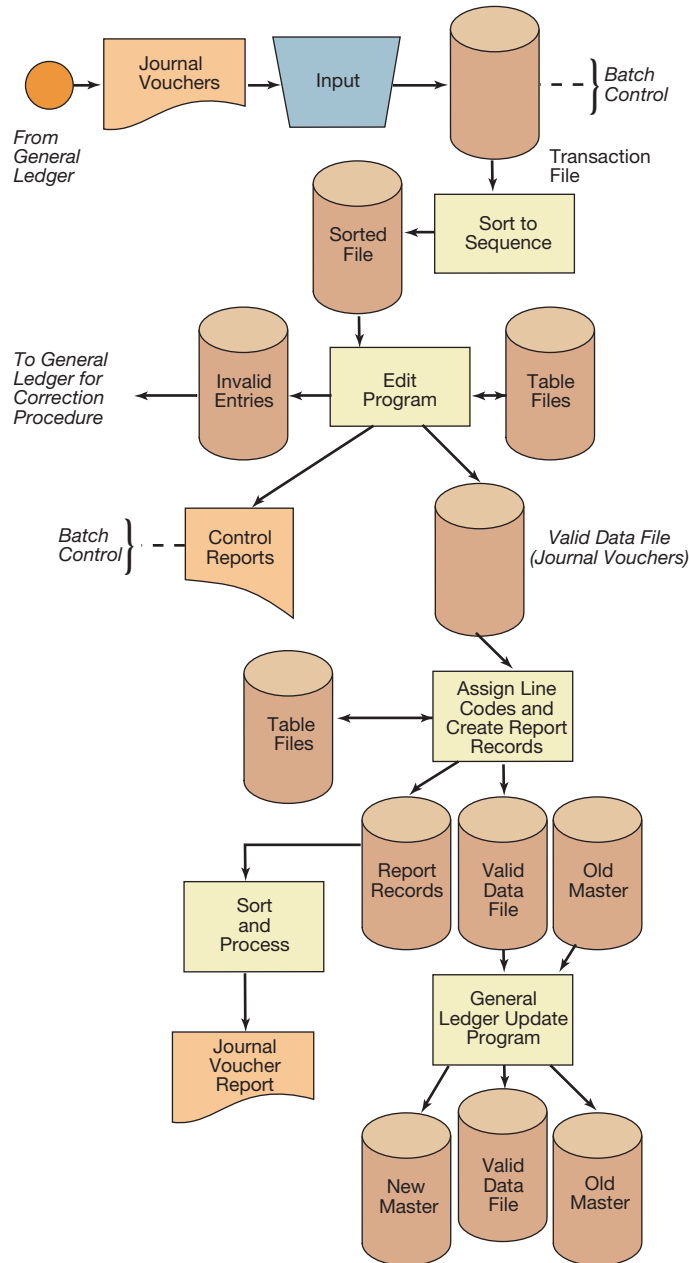 Journal
Vouchers
Input
Batch
Control
From
General
Ledger
Transaction
File
Sorted
File
Sort to
Sequence
To General
Ledger for
Correction
Procedure
Invalid
Entries
Edit
Program
Table
Files
Batch
Control
Control
Reports
Valid Data File
(Journal Vouchers)
Table
Files
Assign Line
Codes and
Create Report
Records
Report
Records
Valid
Data
File
Old
Master
Sort
and
Process
General
Ledger Update
Program
Journal
Voucher
Report
New
Master
Valid
Data
File
Old
Master